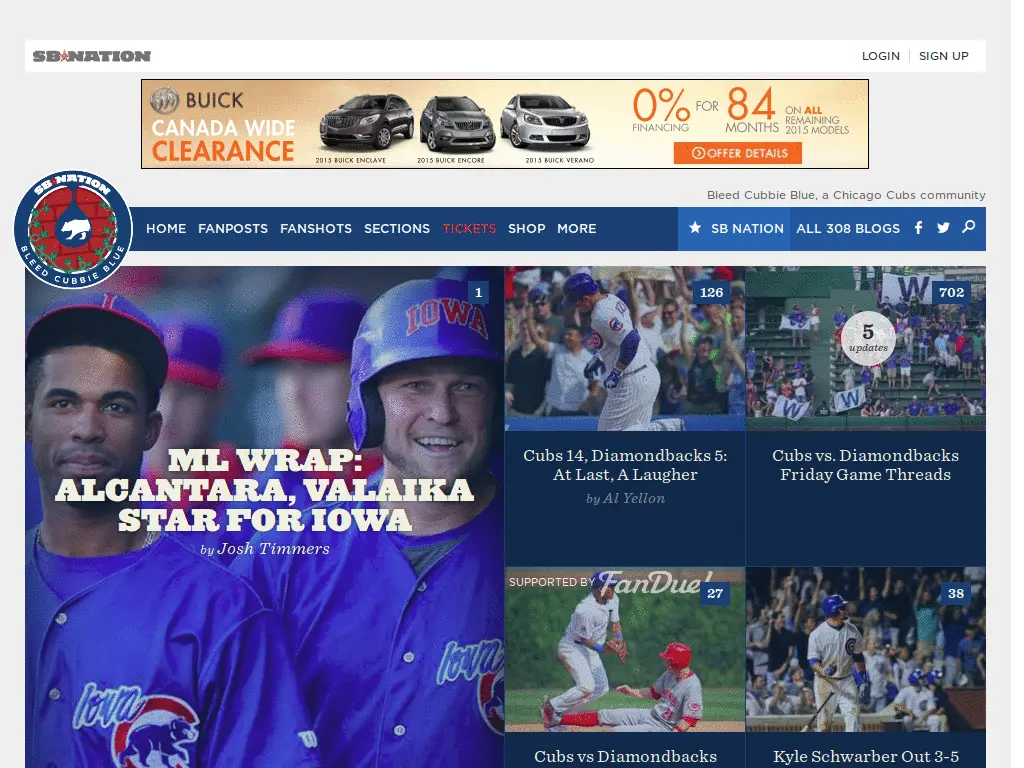 SB★NATION
LOGIN
SIGN UP
BUICK
CANADA WIDE
CLEARANCE
2015 BUICK ENCLAVE
2015 BUICK ENCORE
2015 BUICK VERANO
0% FOR 84
FINANCING
MONTHS
ON ALL
REMAINING
2015 MODELS
OFFER DETAILS
Bleed Cubbie Blue, a Chicago Cubs community
SB NATION
BLEED CUBBIE BLUE
HOME FANPOSTS FANSHOTS SECTIONS TICKETS SHOP MORE
★ SB NATION
ALL 308 BLOGS
1
IOWA
ML WRAP:
ALCANTARA, VALAIKA
STAR FOR IOWA
by Josh Timmers
Iowa
Iowa
126
Cubs 14, Diamondbacks 5:
At Last, A Laugher
by Al Yellon
702
W
W
W
5
updates
Cubs vs. Diamondbacks
Friday Game Threads
SUPPORTED BY FanDuel
27
Cubs vs Diamondbacks
38
Kyle Schwarber Out 3-5